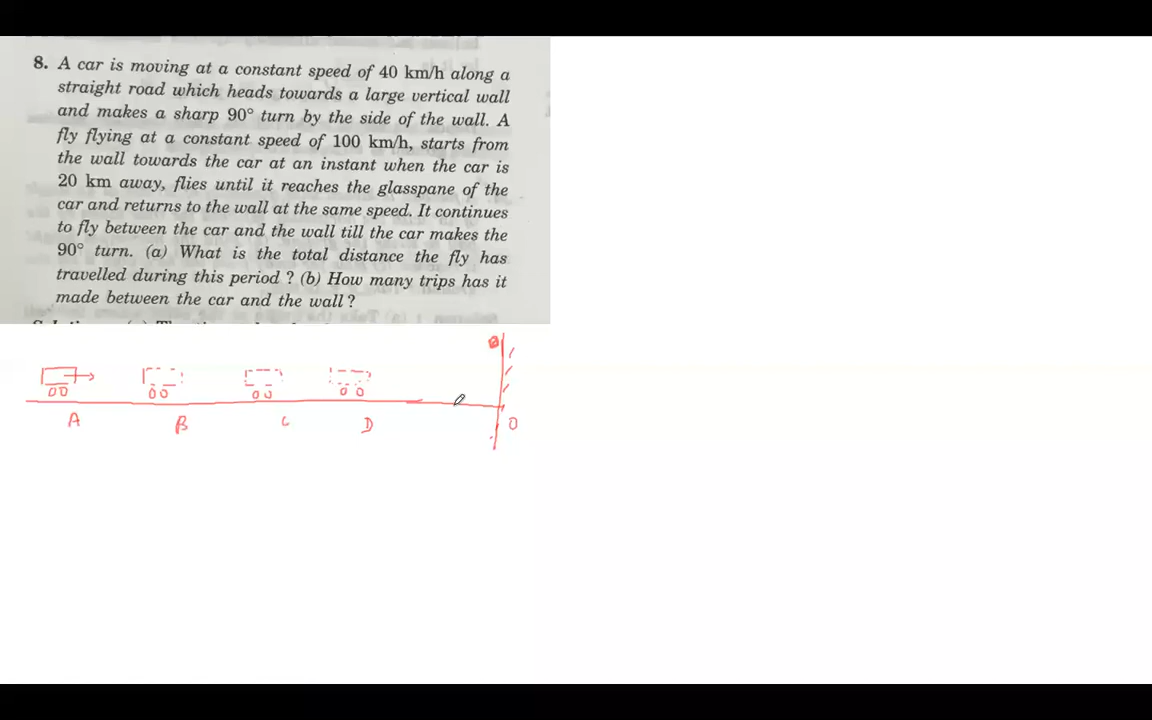 8. A car is moving at a constant speed of 40 km/h along a
straight road which heads towards a large vertical wall
and makes a sharp 90° turn by the side of the wall. A
fly flying at a constant speed of 100 km/h, starts from
the wall towards the car at an instant when the car is
20 km away, flies until it reaches the glasspane of the
car and returns to the wall at the same speed. It continues
to fly between the car and the wall till the car makes the
90° turn. (a) What is the total distance the fly has
travelled during this period ? (b) How many trips has it
made between the car and the wall ?
A B C D O